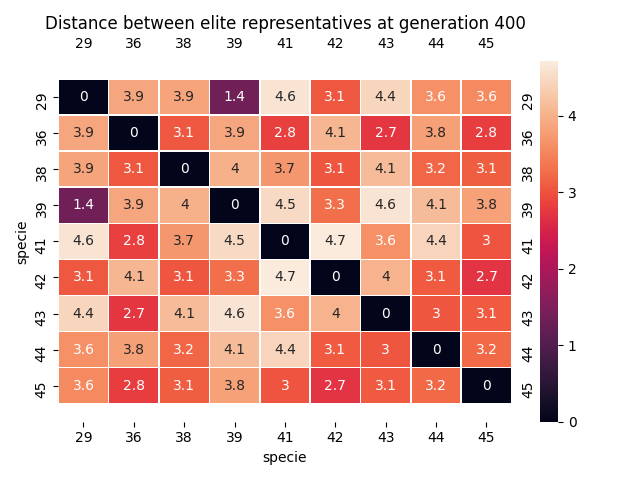 Distance between elite representatives at generation 400
29 36 38 39 41 42 43 44 45
29 0 3.9 3.9 1.4 4.6 3.1 4.4 3.6 3.6 29
36 3.9 0 3.1 3.9 2.8 4.1 2.7 3.8 2.8 36
38 3.9 3.1 0 4 3.7 3.1 4.1 3.2 3.1 38
39 1.4 3.9 4 0 4.5 3.3 4.6 4.1 3.8 39
41 4.6 2.8 3.7 4.5 0 4.7 3.6 4.4 3 41
42 3.1 4.1 3.1 3.3 4.7 0 4 3.1 2.7 42
43 4.4 2.7 4.1 4.6 3.6 4 0 3 3.1 43
44 3.6 3.8 3.2 4.1 4.4 3.1 3 0 3.2 44
45 3.6 2.8 3.1 3.8 3 2.7 3.1 3.2 0 45
29 36 38 39 41 42 43 44 45
specie
specie
4
3
2
1
0